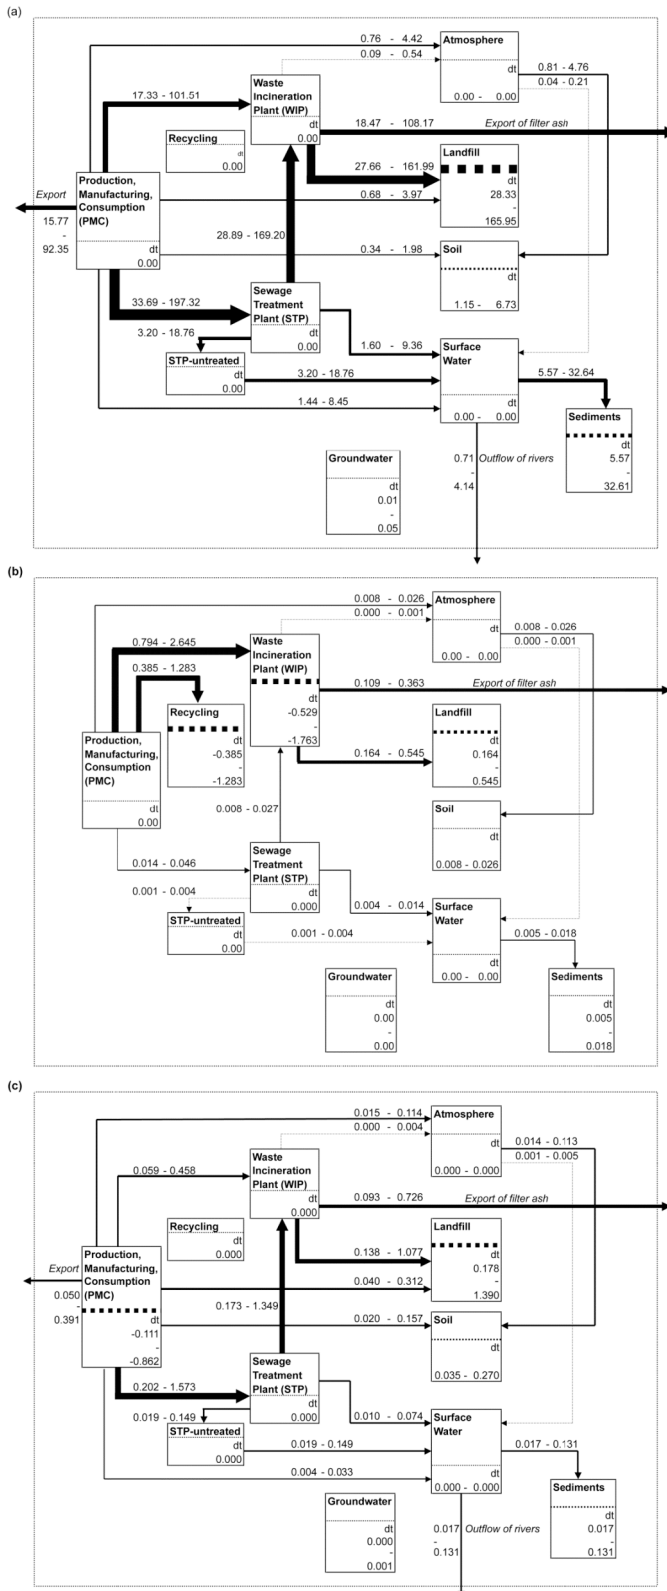 (a)
0.76 - 4.42
0.09 - 0.54
Atmosphere
dt
0.00 - 0.00
0.81 - 4.76
0.04 - 0.21
17.33 - 101.51
Waste
Incineration
Plant (WIP)
dt
0.00
18.47 - 108.17
Export of filter ash
Recycling
dt
0.00
27.66 - 161.99
Landfill
dt
28.33
-
165.95
Export
15.77
-
92.35
Production,
Manufacturing,
Consumption
(PMC)
dt
0.00
0.68 - 3.97
28.89 - 169.20
0.34 - 1.98
Soil
dt
1.15 - 6.73
33.69 - 197.32
Sewage
Treatment
Plant (STP)
dt
0.00
3.20 - 18.76
STP-untreated
dt
0.00
1.60 - 9.36
3.20 - 18.76
1.44 - 8.45
Surface
Water
dt
0.00 - 0.00
5.57 - 32.64
Sediments
dt
5.57
-
32.61
Groundwater
dt
0.01
-
0.05
0.71
-
4.14
Outflow of rivers
(b)
0.008 - 0.026
0.000 - 0.001
Atmosphere
dt
0.00 - 0.00
0.008 - 0.026
0.000 - 0.001
0.794 - 2.645
0.385 - 1.283
Waste
Incineration
Plant (WIP)
dt
-0.529
-
-1.763
0.109 - 0.363
Export of filter ash
Recycling
dt
-0.385
-
-1.283
0.164 - 0.545
Landfill
dt
0.164
-
0.545
Production,
Manufacturing,
Consumption
(PMC)
dt
0.00
0.008 - 0.027
Soil
dt
0.008 - 0.026
0.014 - 0.046
Sewage
Treatment
Plant (STP)
dt
0.000
0.001 - 0.004
STP-untreated
dt
0.00
0.004 - 0.014
0.001 - 0.004
Surface
Water
dt
0.00 - 0.00
0.005 - 0.018
Groundwater
dt
0.00
-
0.00
Sediments
dt
0.005
-
0.018
(c)
0.015 - 0.114
0.000 - 0.004
Atmosphere
dt
0.000 - 0.000
0.014 - 0.113
0.001 - 0.005
0.059 - 0.458
Waste
Incineration
Plant (WIP)
dt
0.000
0.093 - 0.726
Export of filter ash
Recycling
dt
0.000
0.138 - 1.077
Landfill
dt
0.178
-
1.390
Export
0.050
-
0.391
Production,
Manufacturing,
Consumption
(PMC)
dt
-0.111
-
-0.862
0.040 - 0.312
0.173 - 1.349
0.020 - 0.157
Soil
dt
0.035 - 0.270
0.202 - 1.573
Sewage
Treatment
Plant (STP)
dt
0.000
0.019 - 0.149
STP-untreated
dt
0.000
0.010 - 0.074
0.019 - 0.149
0.004 - 0.033
Surface
Water
dt
0.000 - 0.000
0.017 - 0.131
Sediments
dt
0.017
-
0.131
Groundwater
dt
0.000
-
0.001
0.017
-
0.131
Outflow of rivers